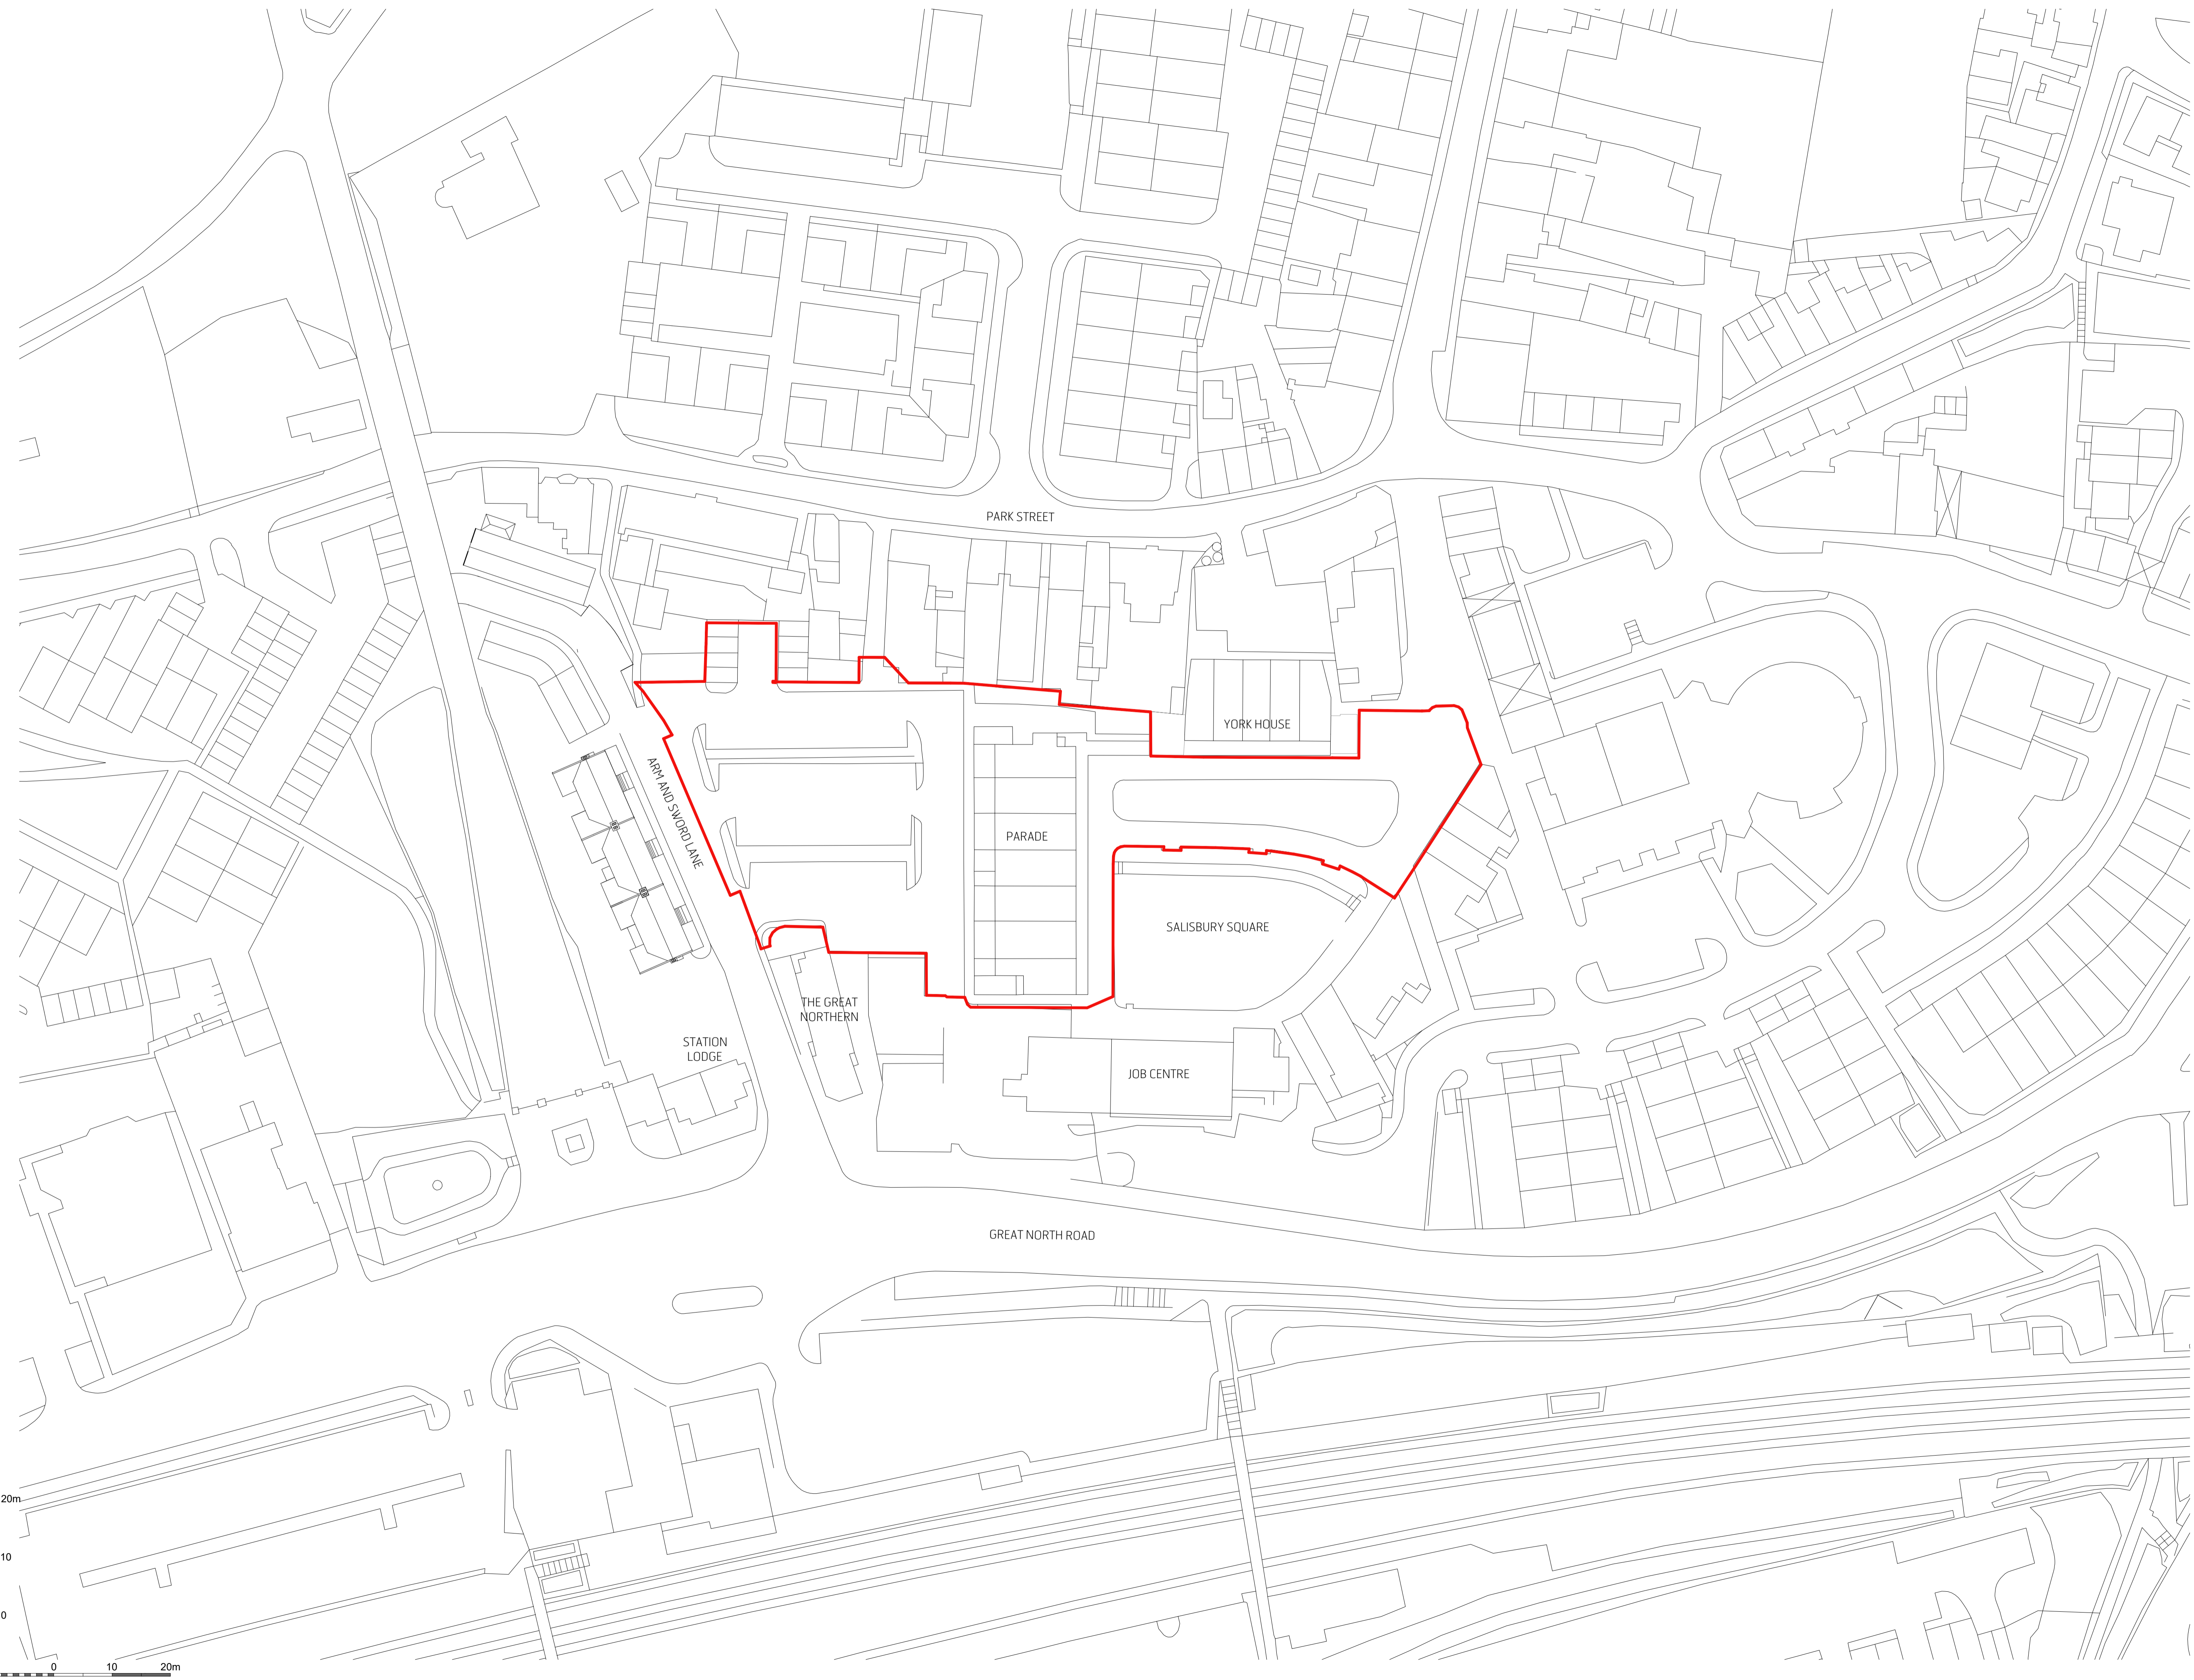 PARK STREET
YORK HOUSE
ARM AND SWORD LANE
PARADE
SALISBURY SQUARE
THE GREAT
NORTHERN
STATION
LODGE
JOB CENTRE
GREAT NORTH ROAD
20m
10
0
0 10 20m